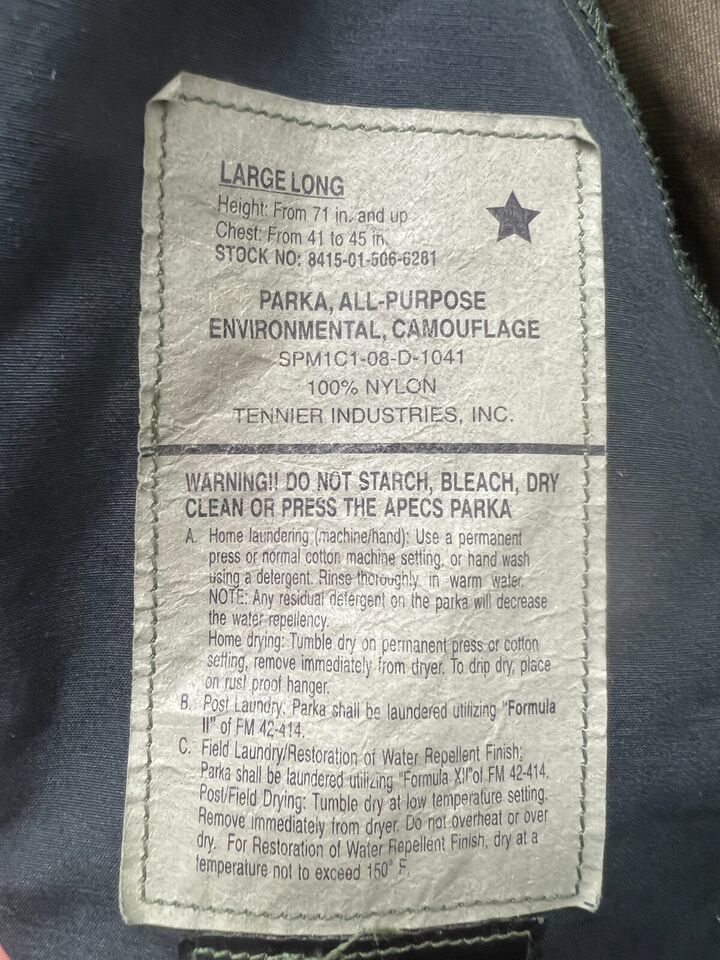 LARGE LONG
Height: From 71 in. and up
Chest: From 41 to 45 in.
STOCK NO: 8415-01-506-6281
PARKA, ALL-PURPOSE
ENVIRONMENTAL, CAMOUFLAGE
SPM1C1-08-D-1041
100% NYLON
TENNIER INDUSTRIES, INC.
WARNING!! DO NOT STARCH, BLEACH, DRY
CLEAN OR PRESS THE APECS PARKA
A. Home laundering (machine/hand): Use a permanent
press or normal cotton machine setting, or hand wash
using a detergent. Rinse thoroughly in warm water.
NOTE: Any residual detergent on the parka will decrease
the water repellency.
Home drying: Tumble dry on permanent press or cotton
setting, remove immediately from dryer. To drip dry, place
on rust proof hanger.
B. Post Laundry: Parka shall be laundered utilizing "Formula
II" of FM 42-414.
C. Field Laundry/Restoration of Water Repellent Finish;
Parka shall be laundered utilizing "Formula XII"of FM 42-414.
Post/Field Drying: Tumble dry at low temperature setting.
Remove immediately from dryer. Do not overheat or over
dry. For Restoration of Water Repellent Finish, dry at a
temperature not to exceed 150° F.